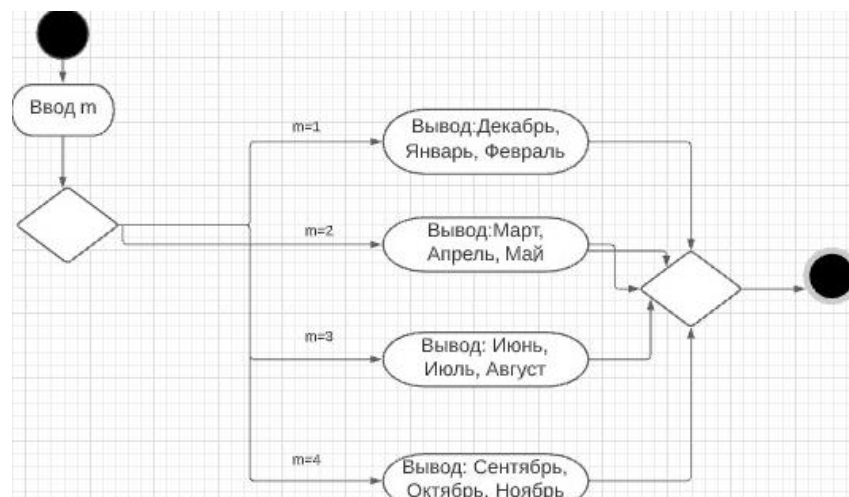 Ввод m
m=1
Вывод:Декабрь,
Январь, Февраль
m=2
Вывод:Март,
Апрель, Май
m=3
Вывод: Июнь,
Июль, Август
m=4
Вывод: Сентябрь,
Октябрь, Ноябрь